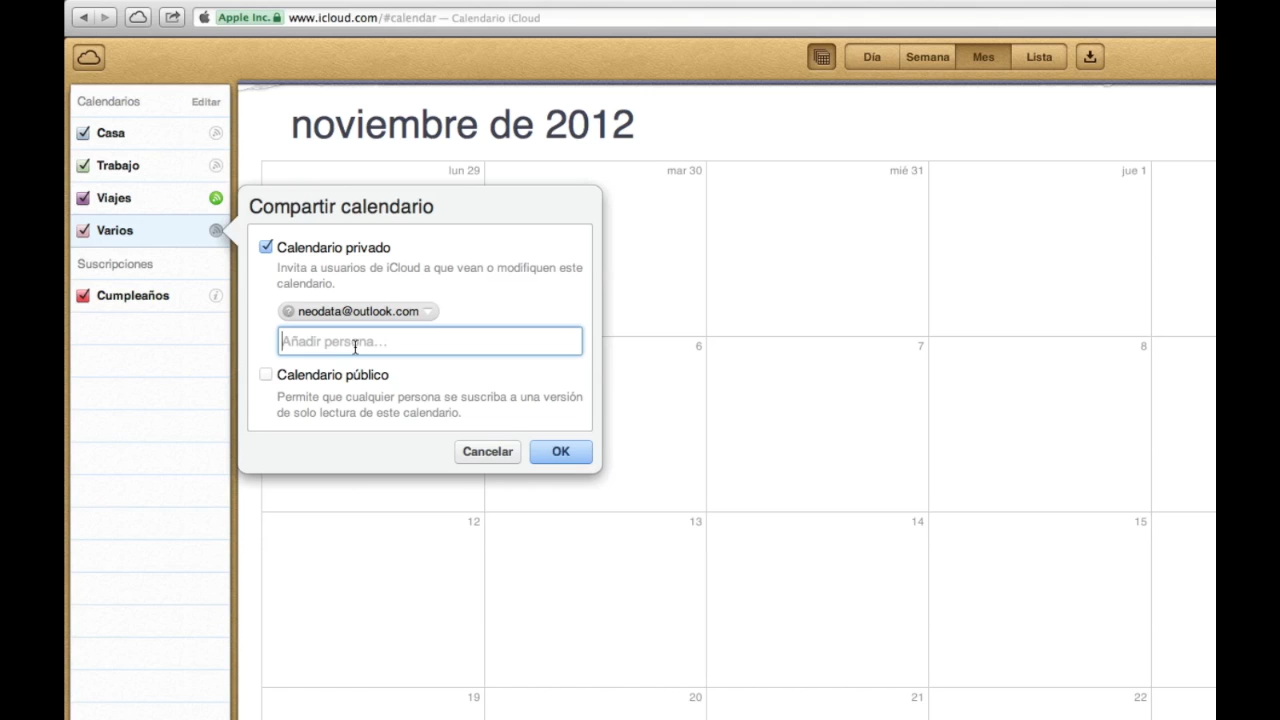 Apple Inc. www.icloud.com/#calendar — Calendario iCloud
Día Semana Mes Lista
Calendarios Editar
Casa
Trabajo
Viajes
Varios
Suscripciones
Cumpleaños
noviembre de 2012
lun 29 mar 30 mié 31 jue 1
Compartir calendario
Calendario privado
Invita a usuarios de iCloud a que vean o modifiquen este
calendario.
neodata@outlook.com
Añadir persona...
Calendario público
Permite que cualquier persona se suscriba a una versión
de solo lectura de este calendario.
Cancelar OK
6 7 8
12 13 14 15
19 20 21 22